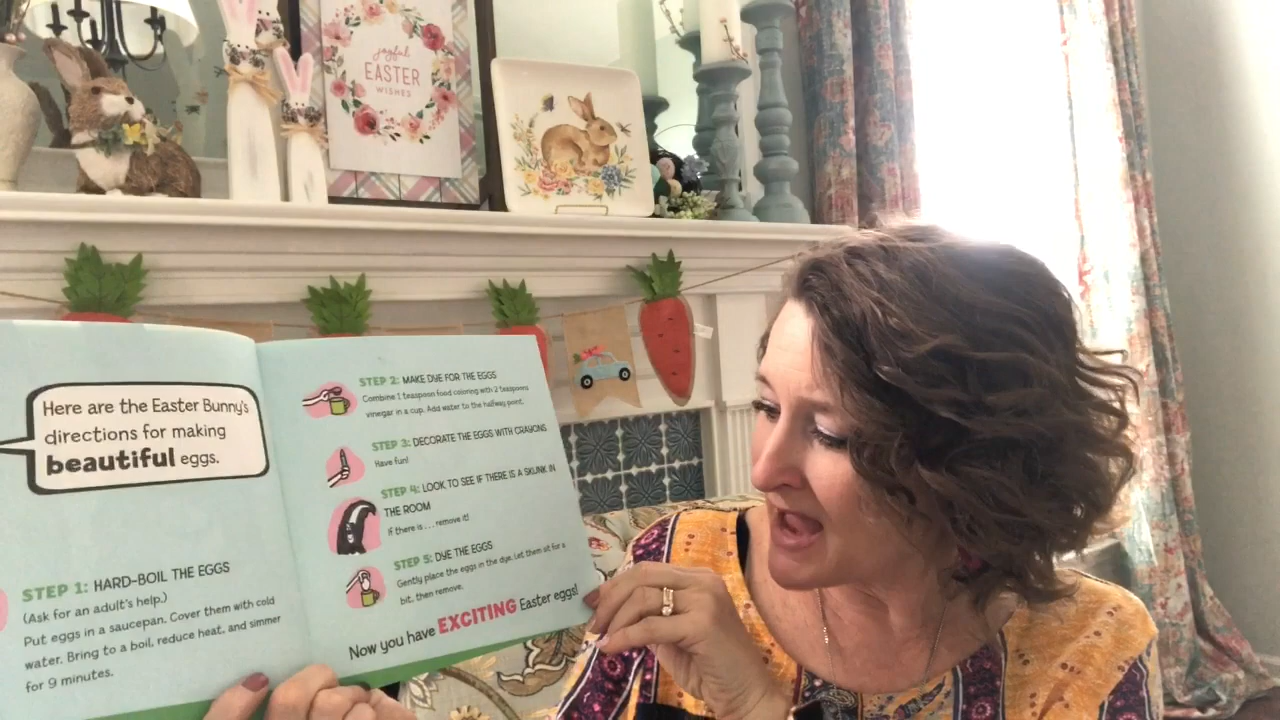 joyful
EASTER
WISHES
Here are the Easter Bunny's
directions for making
beautiful eggs.
STEP 1: HARD-BOIL THE EGGS
(Ask for an adult's help.)
Put eggs in a saucepan. Cover them with cold
water. Bring to a boil, reduce heat, and simmer
for 9 minutes.
STEP 2: MAKE DYE FOR THE EGGS
Combine 1 teaspoon food coloring with 2 teaspoons
vinegar in a cup. Add water to the halfway point.
STEP 3: DECORATE THE EGGS WITH CRAYONS
Have fun!
STEP 4: LOOK TO SEE IF THERE IS A SKUNK IN
THE ROOM
If there is . . . remove it!
STEP 5: DYE THE EGGS
Gently place the eggs in the dye. Let them sit for a
bit, then remove.
Now you have EXCITING Easter eggs!